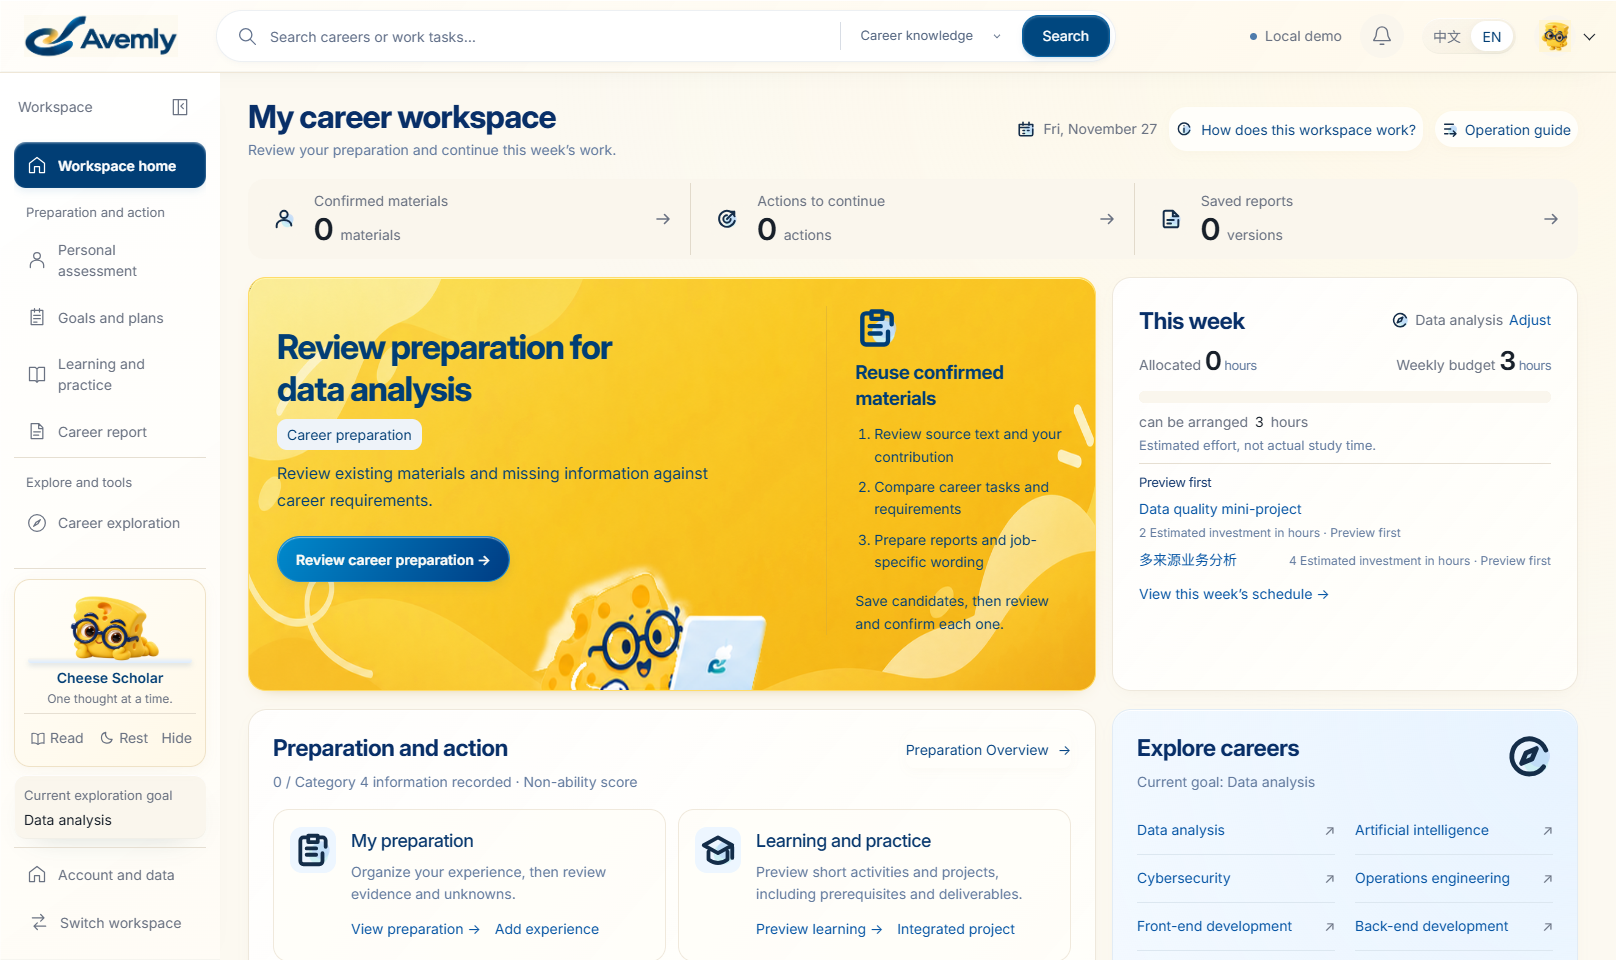 Avemly
Search careers or work tasks...
Career knowledge
Search
Local demo
中文
EN
Workspace
Workspace home
Preparation and action
Personal
assessment
Goals and plans
Learning and
practice
Career report
Explore and tools
Career exploration
Cheese Scholar
One thought at a time.
Read
Rest
Hide
Current exploration goal
Data analysis
Account and data
Switch workspace
My career workspace
Review your preparation and continue this week's work.
Fri, November 27
How does this workspace work?
Operation guide
Confirmed materials
0 materials
Actions to continue
0 actions
Saved reports
0 versions
Review preparation for
data analysis
Career preparation
Review existing materials and missing information against
career requirements.
Review career preparation →
Reuse confirmed
materials
1. Review source text and your
contribution
2. Compare career tasks and
requirements
3. Prepare reports and job-
specific wording
Save candidates, then review
and confirm each one.
This week
Data analysis Adjust
Allocated 0 hours
Weekly budget 3 hours
can be arranged 3 hours
Estimated effort, not actual study time.
Preview first
Data quality mini-project
2 Estimated investment in hours · Preview first
多来源业务分析
4 Estimated investment in hours · Preview first
View this week's schedule →
Preparation and action
Preparation Overview →
0 / Category 4 information recorded · Non-ability score
My preparation
Organize your experience, then review
evidence and unknowns.
View preparation → Add experience
Learning and practice
Preview short activities and projects,
including prerequisites and deliverables.
Preview learning → Integrated project
Explore careers
Current goal: Data analysis
Data analysis
Artificial intelligence
Cybersecurity
Operations engineering
Front-end development
Back-end development